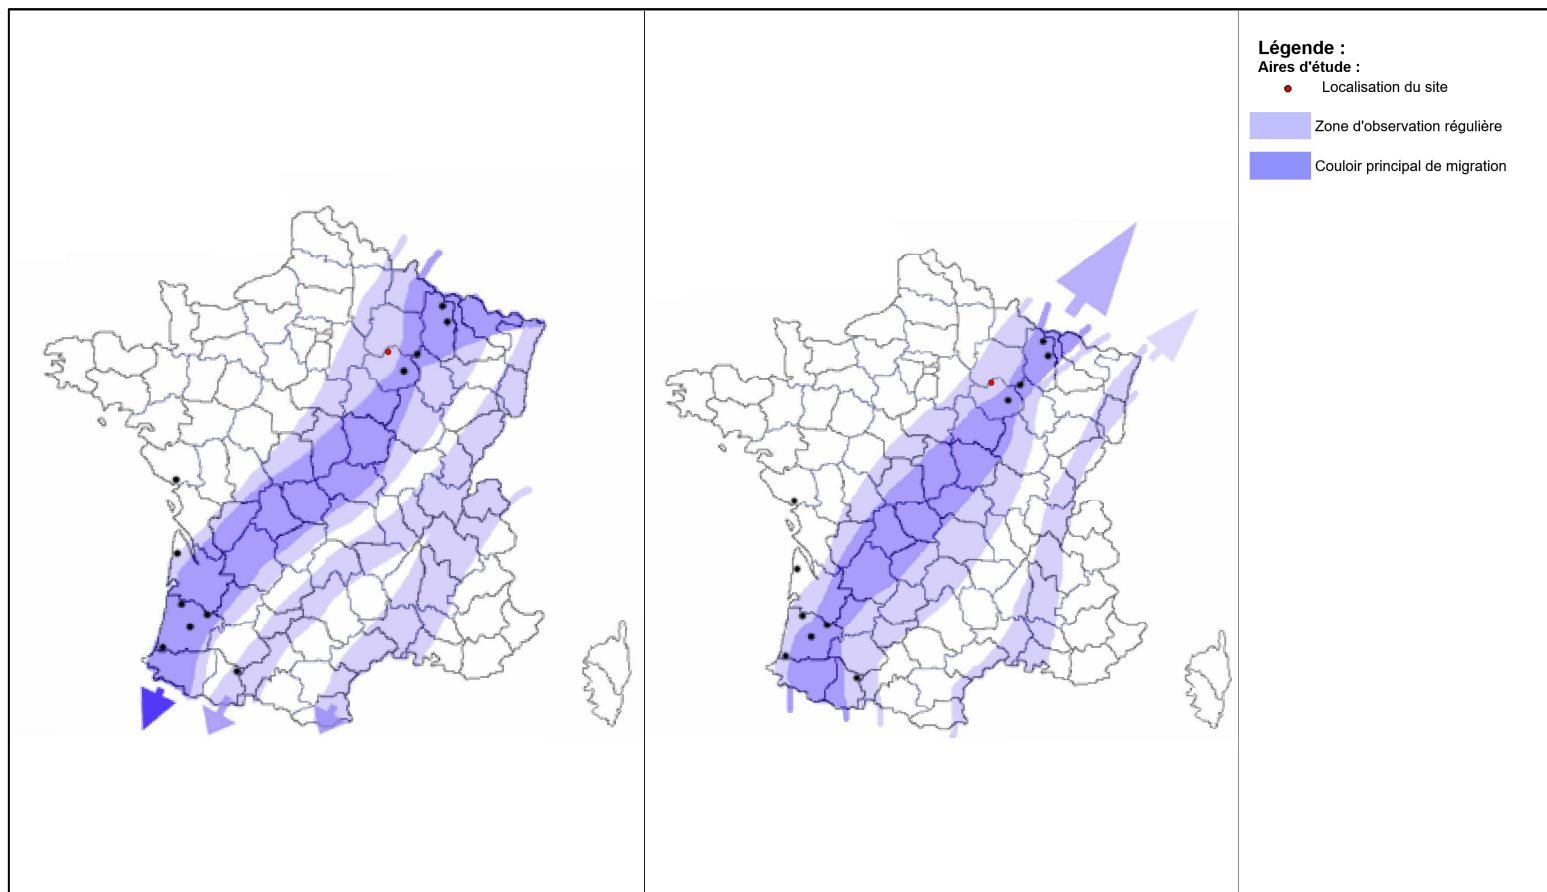 Légende :
Aires d'étude :
Localisation du site
Zone d'observation régulière
Couloir principal de migration